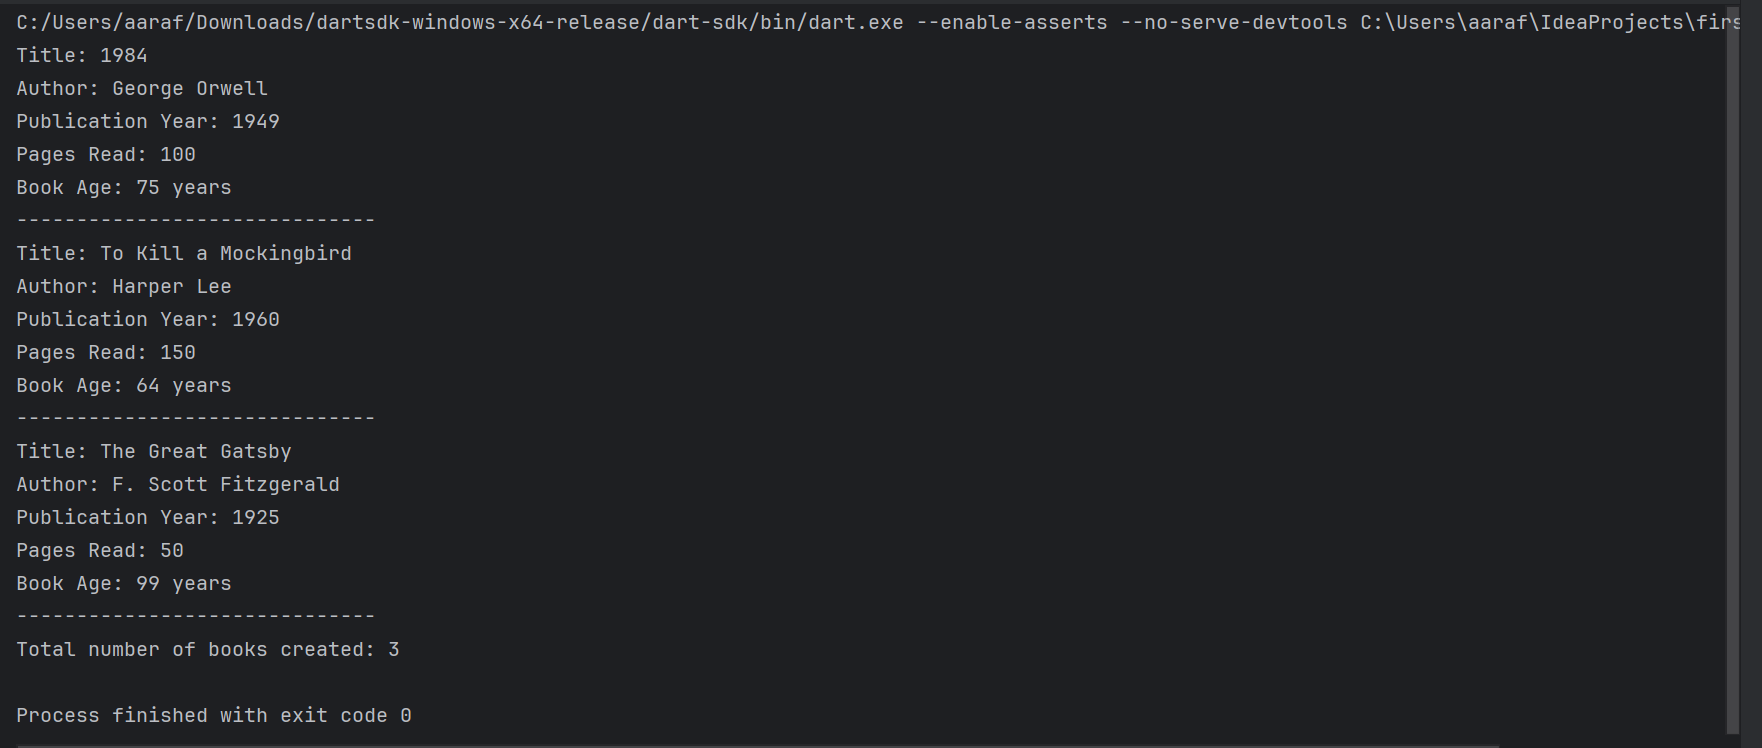 C:/Users/aaraf/Downloads/dartsdk-windows-x64-release/dart-sdk/bin/dart.exe --enable-asserts --no-serve-devtools C:\Users\aaraf\IdeaProjects\firs
Title: 1984
Author: George Orwell
Publication Year: 1949
Pages Read: 100
Book Age: 75 years
------------------------------
Title: To Kill a Mockingbird
Author: Harper Lee
Publication Year: 1960
Pages Read: 150
Book Age: 64 years
------------------------------
Title: The Great Gatsby
Author: F. Scott Fitzgerald
Publication Year: 1925
Pages Read: 50
Book Age: 99 years
------------------------------
Total number of books created: 3
Process finished with exit code 0